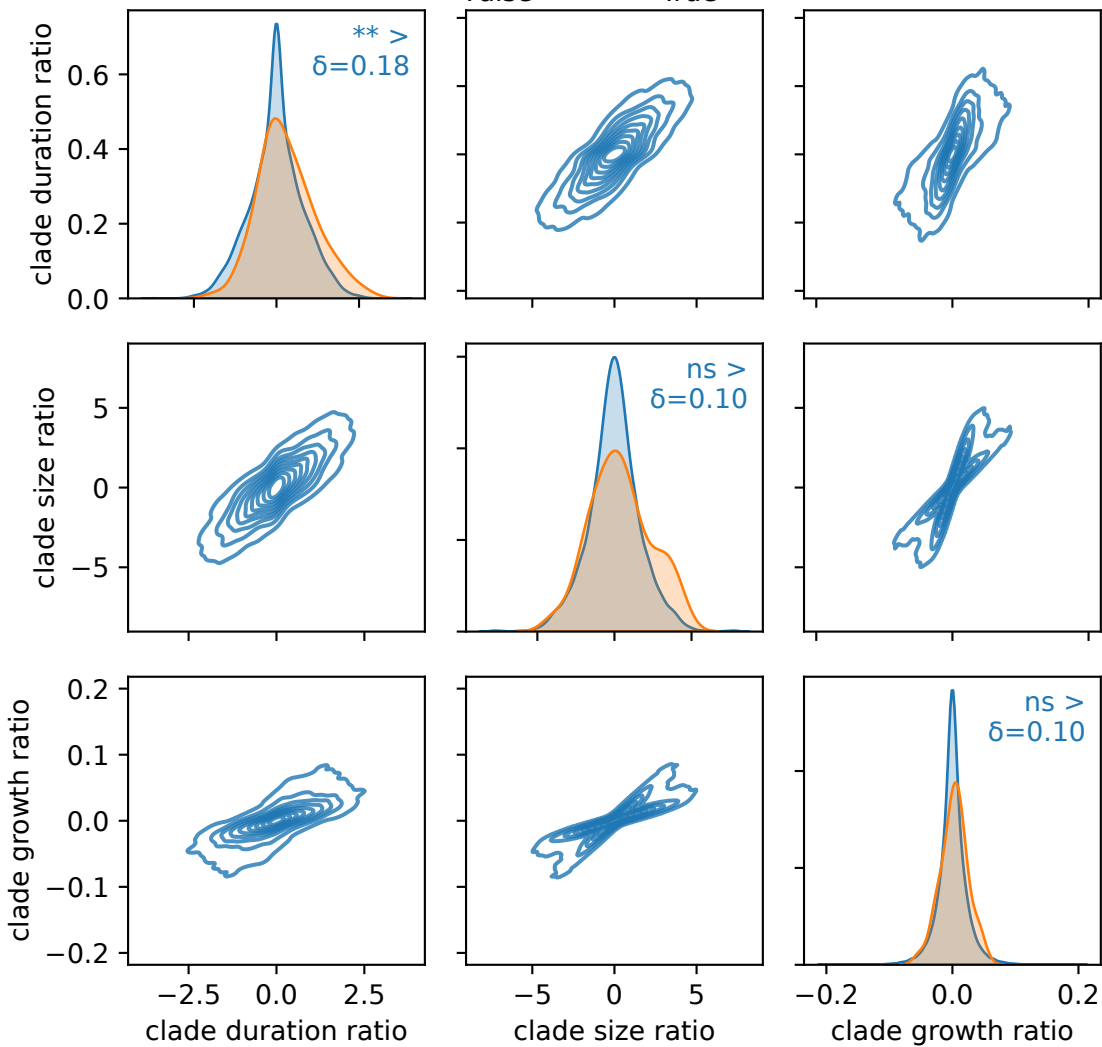 clade duration ratio
0.6
0.4
0.2
0.0
** >
δ=0.18
clade size ratio
5
0
−5
ns >
δ=0.10
clade growth ratio
0.2
0.1
0.0
−0.1
−0.2
ns >
δ=0.10
−2.5 0.0 2.5
−5 0 5
−0.2 0.0 0.2
clade duration ratio
clade size ratio
clade growth ratio